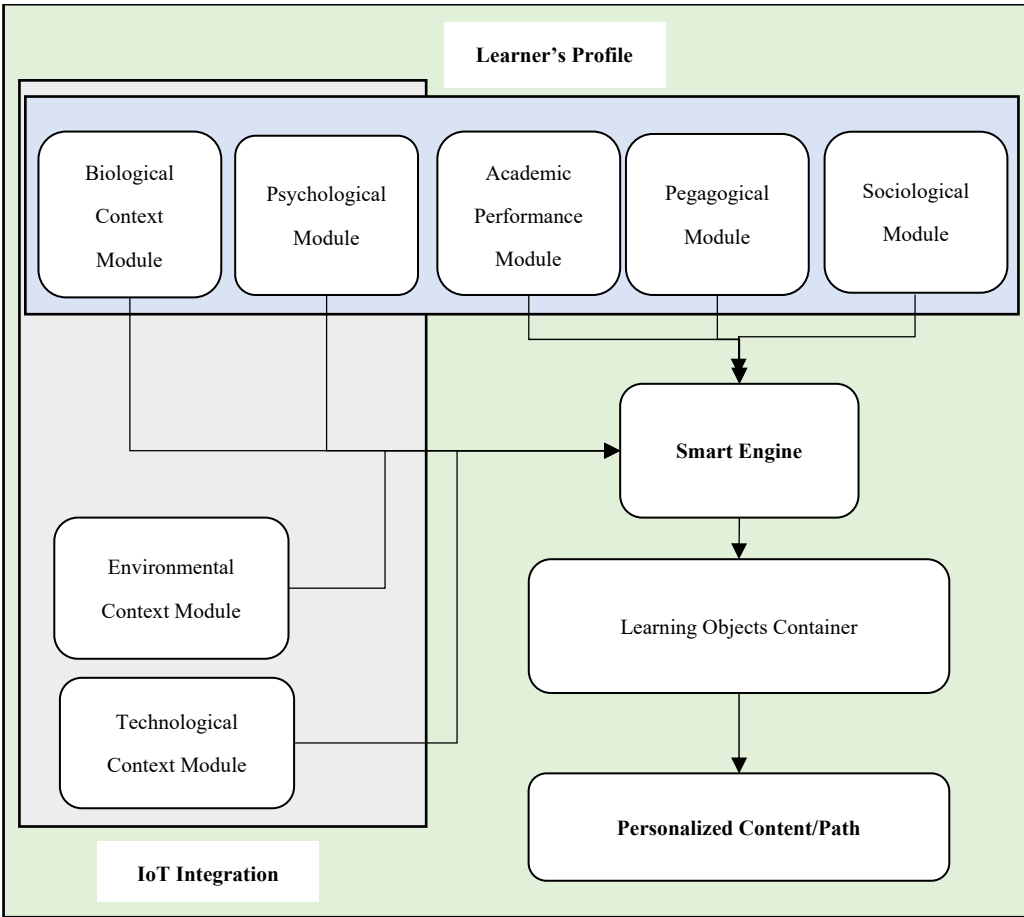 Learner’s Profile
Biological
Context
Module
Psychological
Module
Academic
Performance
Module
Pegagogical
Module
Sociological
Module
Smart Engine
Environmental
Context Module
Learning Objects Container
Technological
Context Module
Personalized Content/Path
IoT Integration